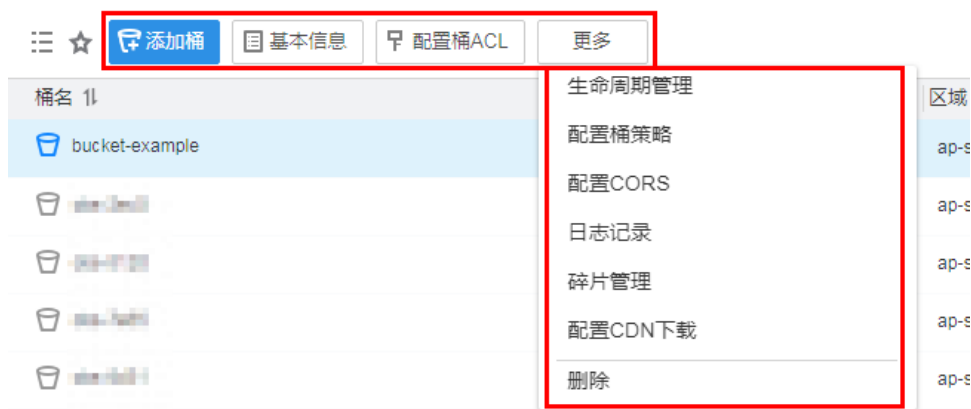 添加桶 基本信息 配置桶ACL 更多
桶名 区域
生命周期管理
bucket-example ap-s
配置桶策略
配置CORS
ap-s
日志记录
碎片管理 ap-s
配置CDN下载 ap-s
删除 ap-s